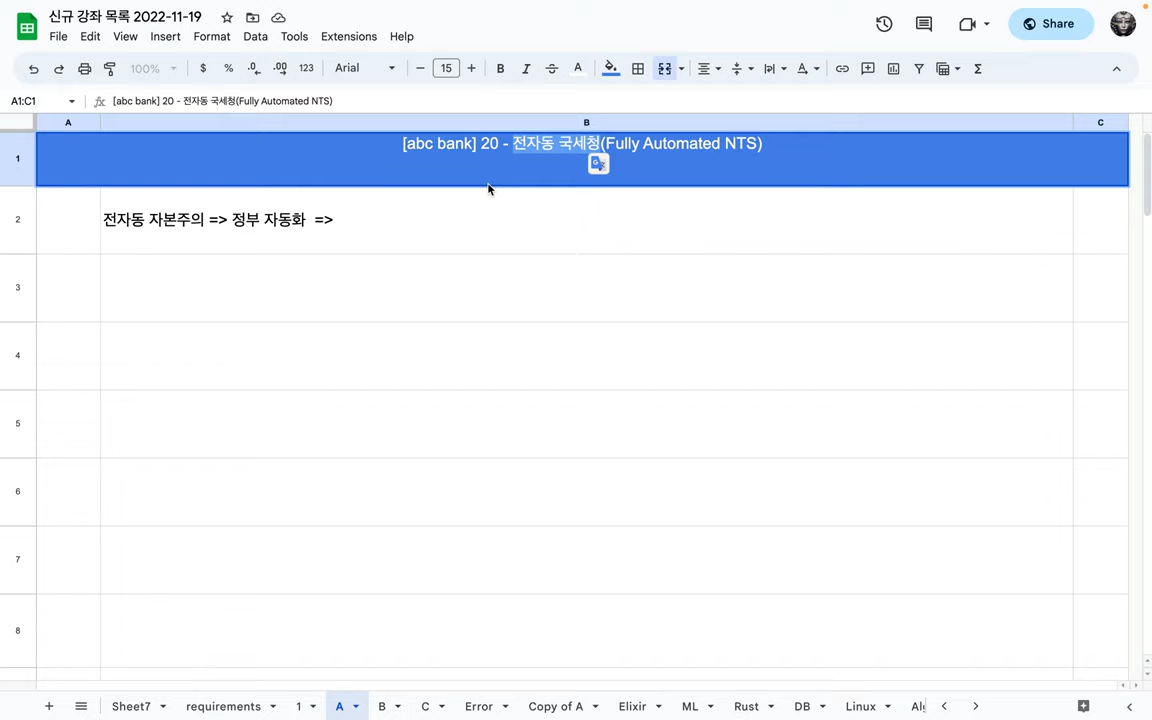 신규 강좌 목록 2022-11-19
File Edit View Insert Format Data Tools Extensions Help
Share
100% $ % .0 .00 123 Arial 15 B I S A
A1:C1 fx [abc bank] 20 - 전자동 국세청(Fully Automated NTS)
A B C
1 [abc bank] 20 - 전자동 국세청(Fully Automated NTS)
2 전자동 자본주의 => 정부 자동화 =>
3
4
5
6
7
8
Sheet7 requirements 1 A B C Error Copy of A Elixir ML Rust DB Linux